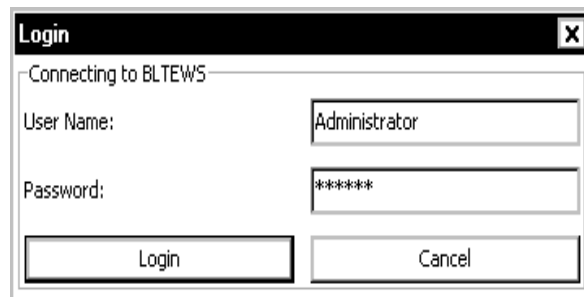 Login
Connecting to BLTEWS
User Name: Administrator
Password: ******
Login Cancel